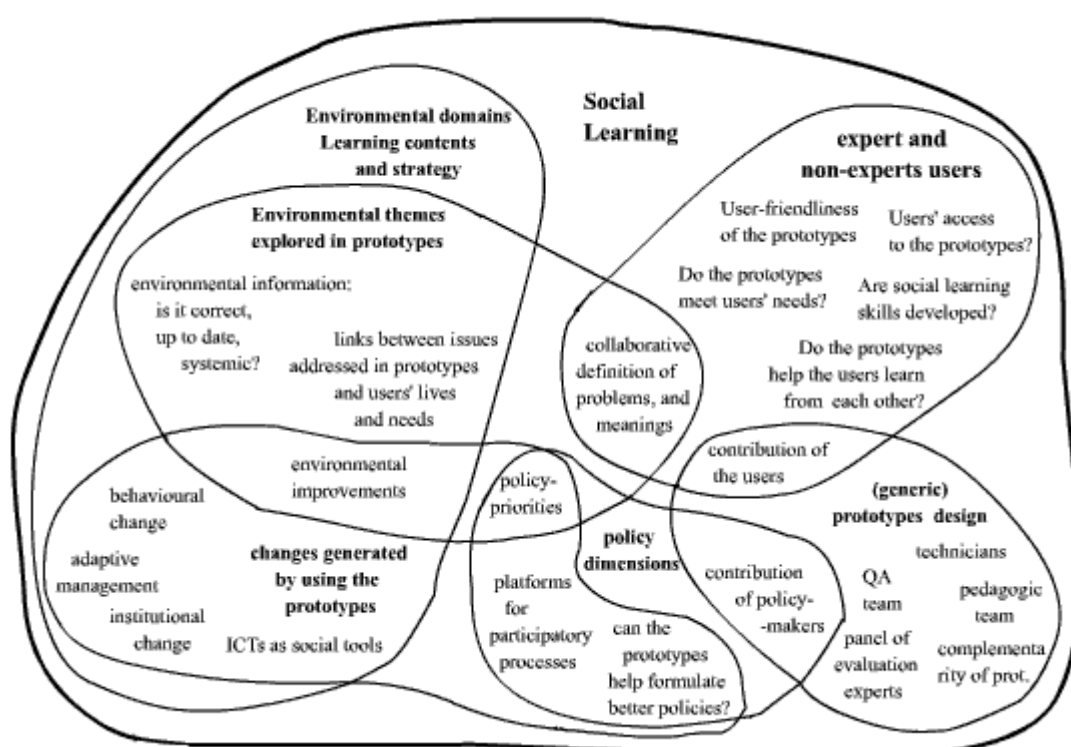 Social
Learning
Environmental domains
Learning contents
and strategy
expert and
non-experts users
User-friendliness
of the prototypes
Users' access
to the prototypes?
Do the prototypes
meet users' needs?
Are social learning
skills developed?
Do the prototypes
help the users learn
from each other?
Environmental themes
explored in prototypes
environmental information:
is it correct,
up to date,
systemic?
links between issues
addressed in prototypes
and users' lives
and needs
collaborative
definition of
problems, and
meanings
environmental
improvements
policy-
priorities
contribution of
the users
behavioural
change
adaptive
management
institutional
change
changes generated
by using the
prototypes
ICTs as social tools
policy
dimensions
platforms
for
participatory
processes
can the
prototypes
help formulate
better policies?
contribution
of policy-
-makers
(generic)
prototypes design
technicians
QA
team
pedagogic
team
panel of
evaluation
experts
complementa
rity of prot.